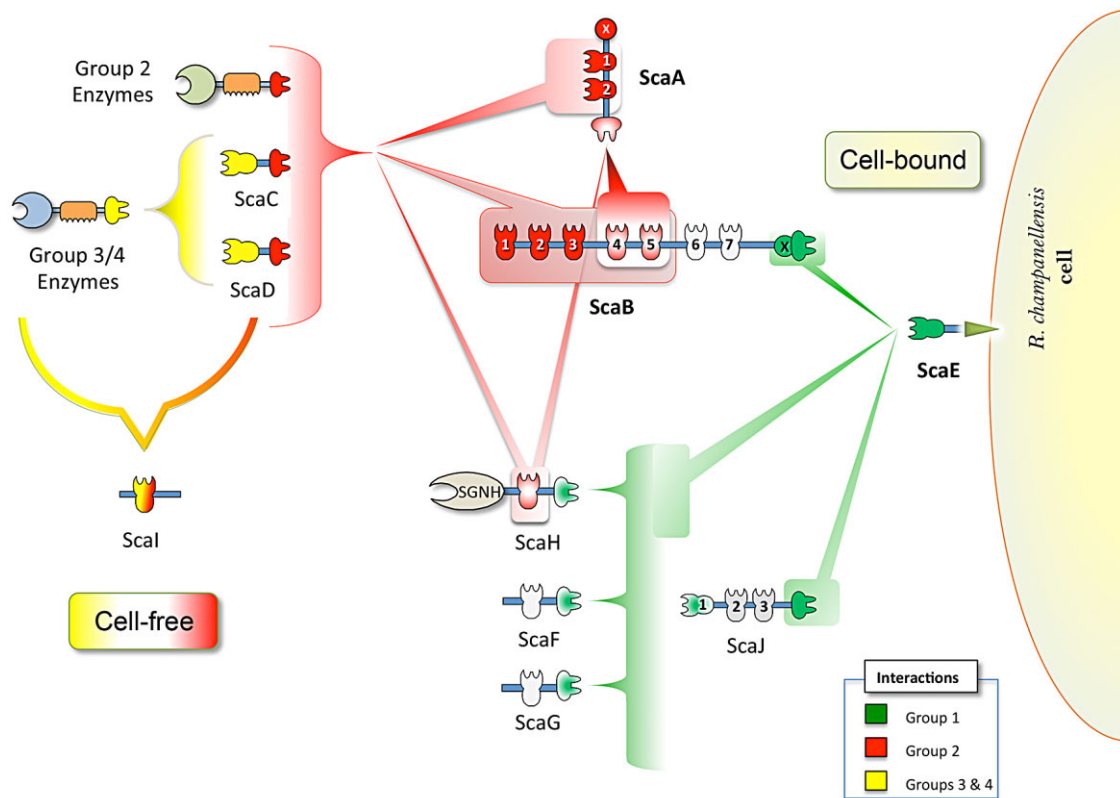 Group 2
Enzymes
X
1
2
ScaA
Cell-bound
ScaC
Group 3/4
Enzymes
ScaD
1 2 3 4 5 6 7 X
ScaB
R. champanellensis
cell
ScaE
SGNH
ScaI
ScaH
Cell-free
ScaF
1 2 3
ScaJ
ScaG
Interactions
Group 1
Group 2
Groups 3 & 4